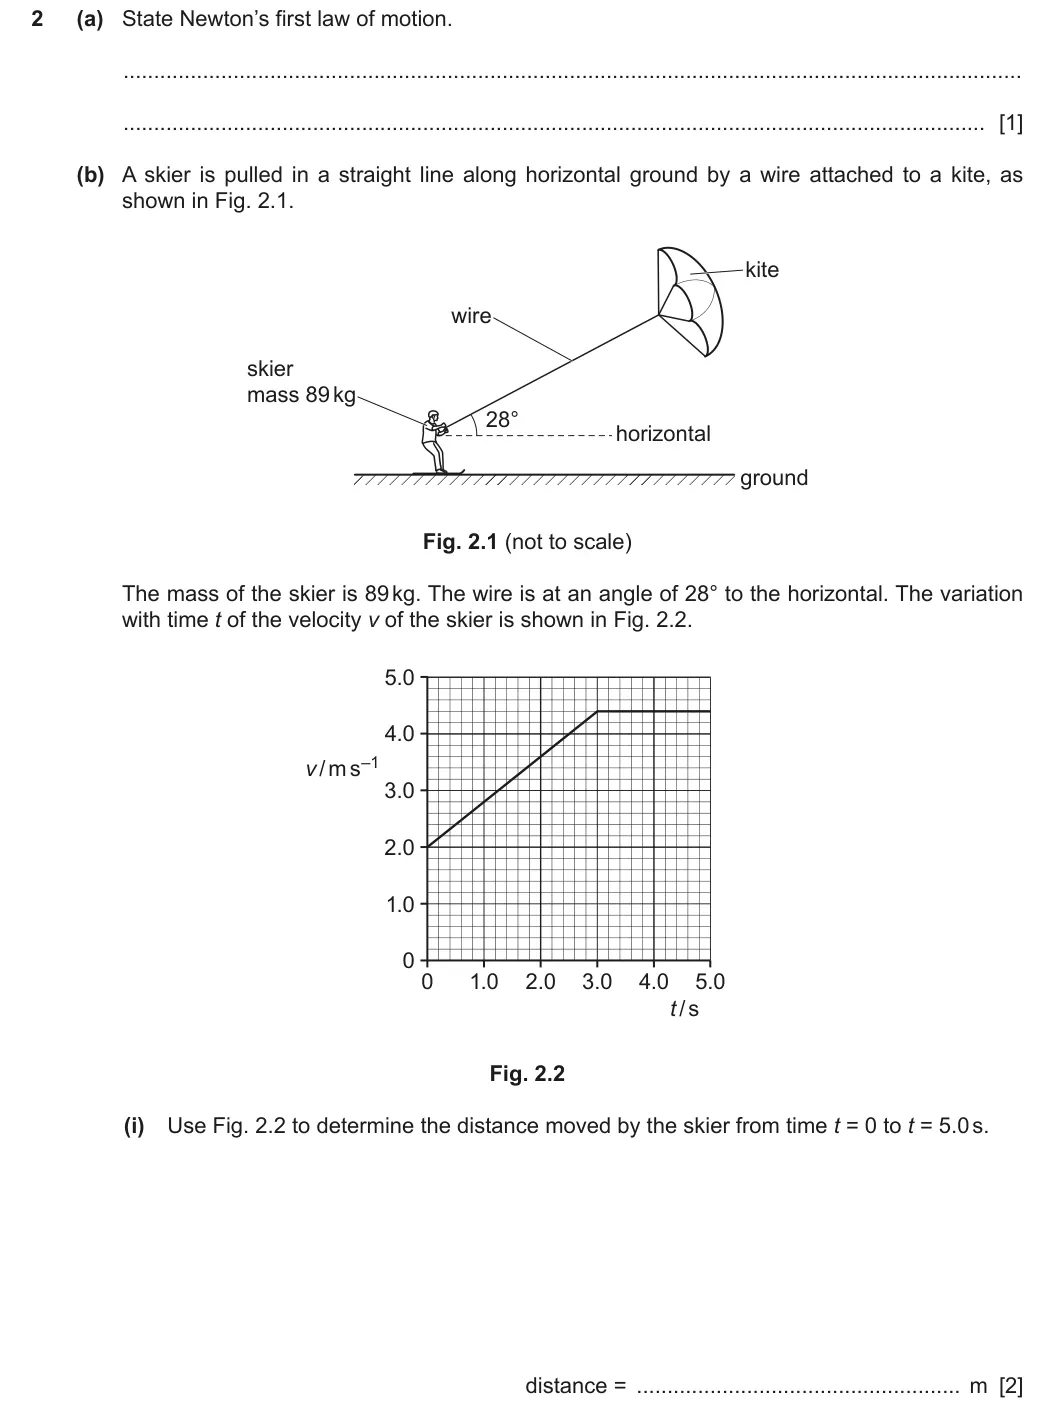 2 (a) State Newton’s first law of motion.
..........................................................................................................................................................
.................................................................................................................................................... [1]
(b) A skier is pulled in a straight line along horizontal ground by a wire attached to a kite, as
shown in Fig. 2.1.
kite
wire
skier
mass 89 kg
28°
horizontal
ground
Fig. 2.1 (not to scale)
The mass of the skier is 89 kg. The wire is at an angle of 28° to the horizontal. The variation
with time t of the velocity v of the skier is shown in Fig. 2.2.
5.0
4.0
v / m s⁻¹
3.0
2.0
1.0
0
0 1.0 2.0 3.0 4.0 5.0
t / s
Fig. 2.2
(i) Use Fig. 2.2 to determine the distance moved by the skier from time t = 0 to t = 5.0 s.
distance = ..................................................... m [2]